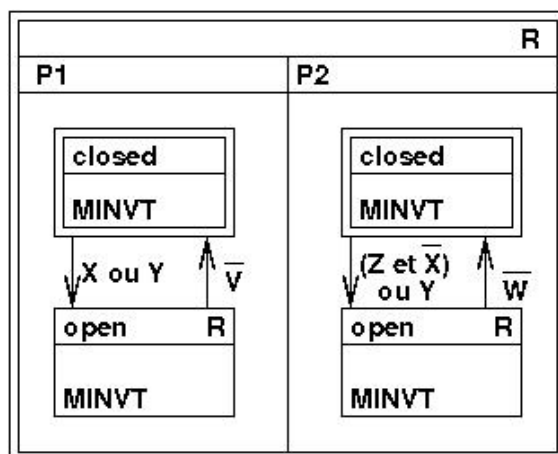 R
P1 P2
closed closed
MINVT MINVT
X ou Y V̅ (Z et X̅) ou Y W̅
open R open R
MINVT MINVT